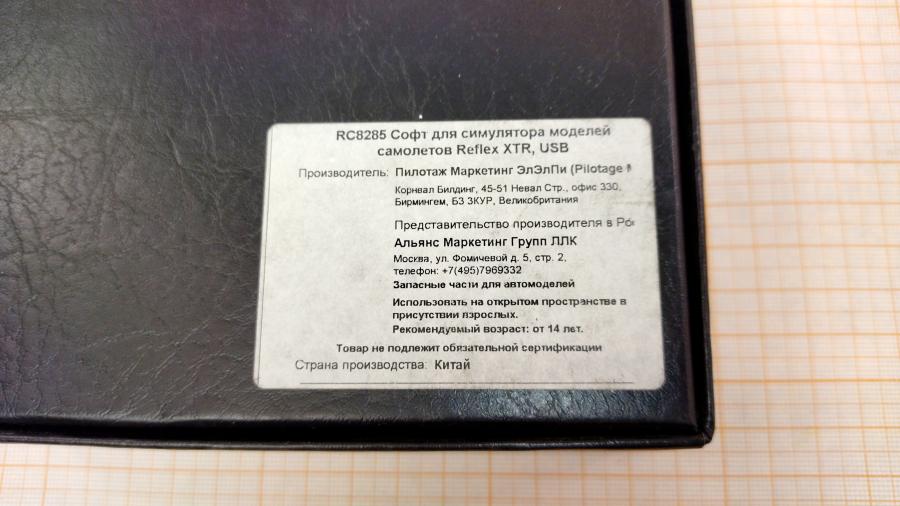 RC8285 Софт для симулятора моделей
самолетов Reflex XTR, USB
Производитель: Пилотаж Маркетинг ЭлЭлПи (Pilotage
Корнвал Билдинг, 45-51 Невал Стр., офис 330,
Бирмингем, Б3 3КУР, Великобритания
Представительство производителя в
Альянс Маркетинг Групп ЛЛК
Москва, ул. Фомичевой д. 5, стр. 2,
телефон: +7(495)7969332
Запасные части для автомоделей
Использовать на открытом пространстве в
присутствии взрослых.
Рекомендуемый возраст: от 14 лет.
Товар не подлежит обязательной сертификации
Страна производства: Китай